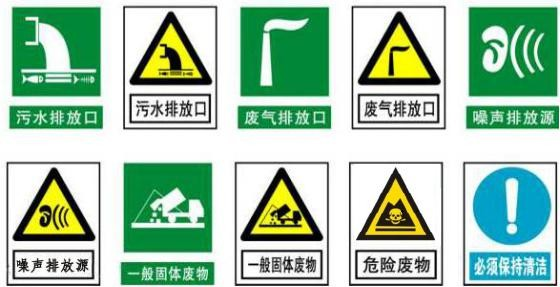 污水排放口
污水排放口
废气排放口
废气排放口
噪声排放源
噪声排放源
一般固体废物
一般固体废物
危险废物
必须保持清洁